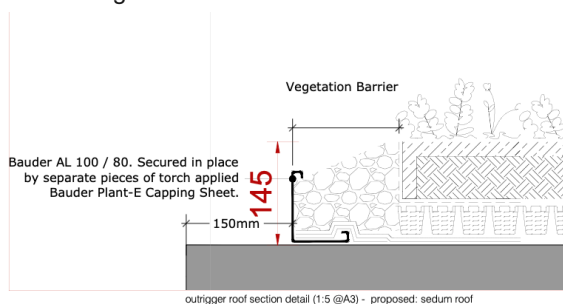 Vegetation Barrier
Bauder AL 100 / 80. Secured in place
by separate pieces of torch applied
Bauder Plant-E Capping Sheet.
145
150mm
outrigger roof section detail (1:5 @A3) - proposed: sedum roof